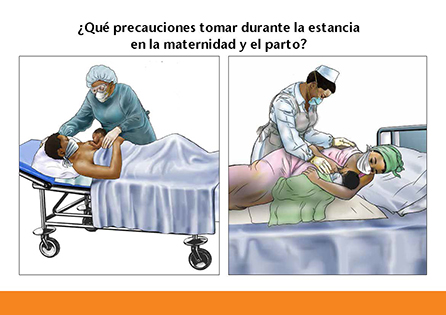 ¿Qué precauciones tomar durante la estancia
en la maternidad y el parto?